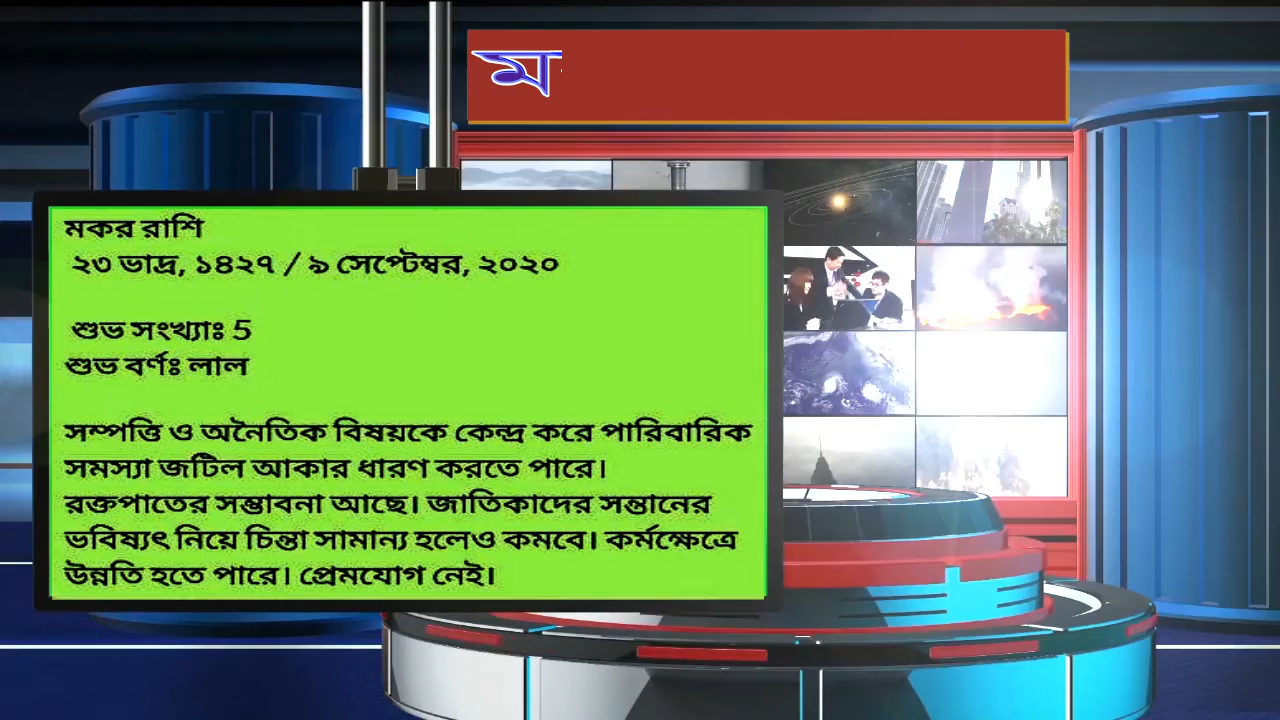 ম
মকর রাশি
২৩ ভাদ্র, ১৪২৭ / ৯ সেপ্টেম্বর, ২০২০
শুভ সংখ্যাঃ 5
শুভ বর্ণঃ লাল
সম্পত্তি ও অনৈতিক বিষয়কে কেন্দ্র করে পারিবারিক
সমস্যা জটিল আকার ধারণ করতে পারে।
রক্তপাতের সম্ভাবনা আছে। জাতিকাদের সন্তানের
ভবিষ্যৎ নিয়ে চিন্তা সামান্য হলেও কমবে। কর্মক্ষেত্রে
উন্নতি হতে পারে। প্রেমযোগ নেই।